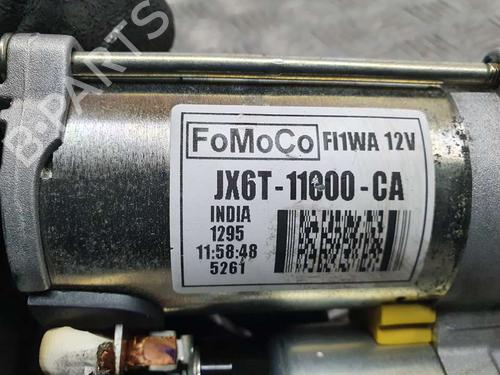 B-PARTS
FoMoCo FI1WA 12V
JX6T-11000-CA
INDIA
1295
11:58:48
5261